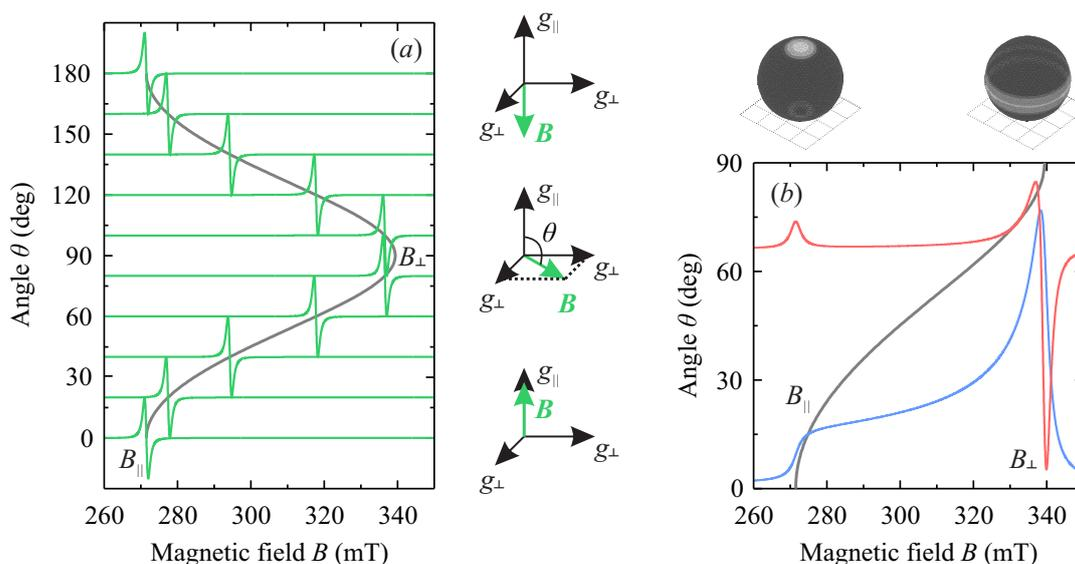 (a)
180
150
120
90
60
30
0
Angle θ (deg)
B⊥
B||
260
280
300
320
340
Magnetic field B (mT)
g||
g⊥
g⊥
B
g||
θ
g⊥
g⊥
B
g||
B
g⊥
g⊥
(b)
90
60
30
0
Angle θ (deg)
B||
B⊥
260
280
300
320
340
Magnetic field B (mT)